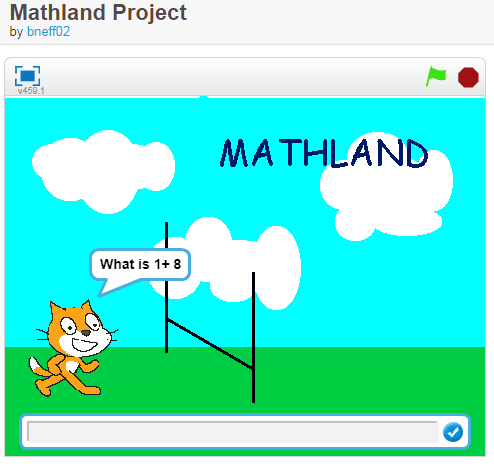 Mathland Project
by bneff02
v459.1
MATHLAND
What is 1+ 8